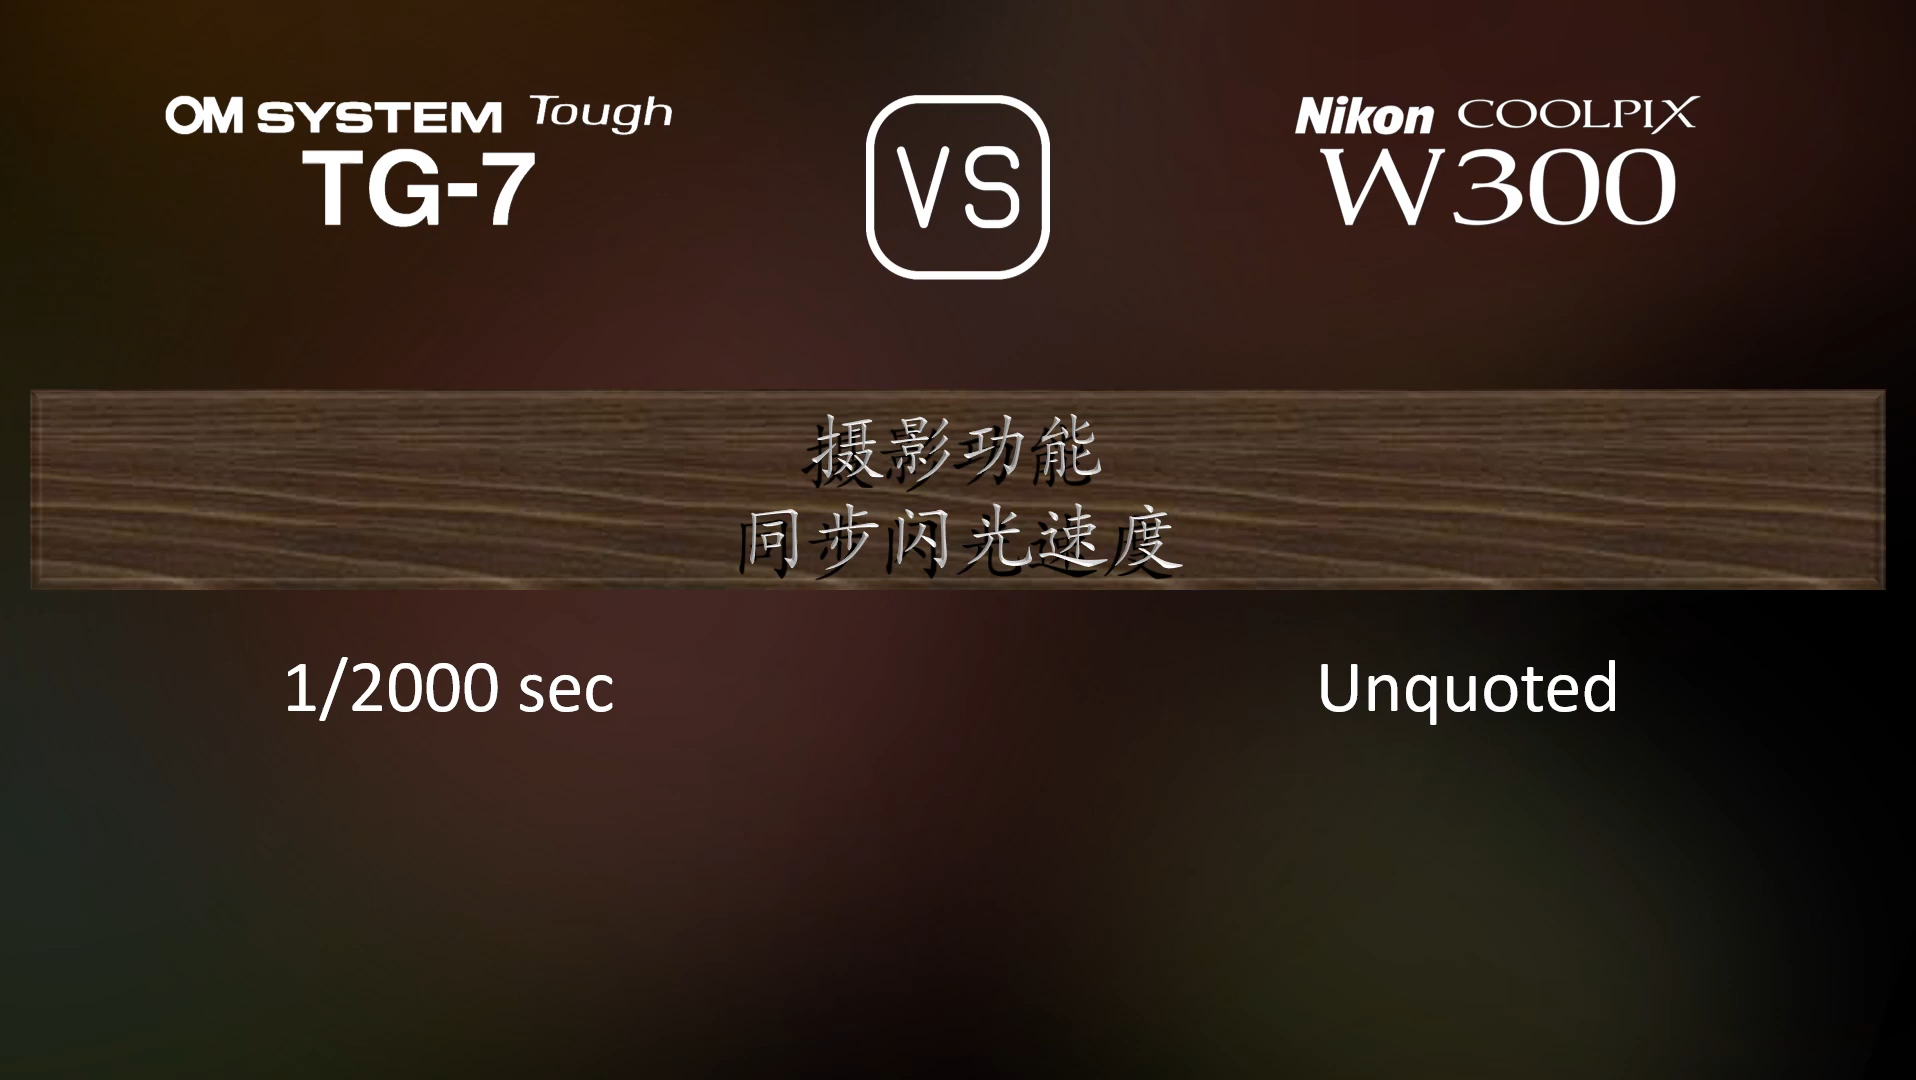 OM SYSTEM Tough
TG-7
VS
Nikon COOLPIX
W300
摄影功能
同步闪光速度
1/2000 sec
Unquoted